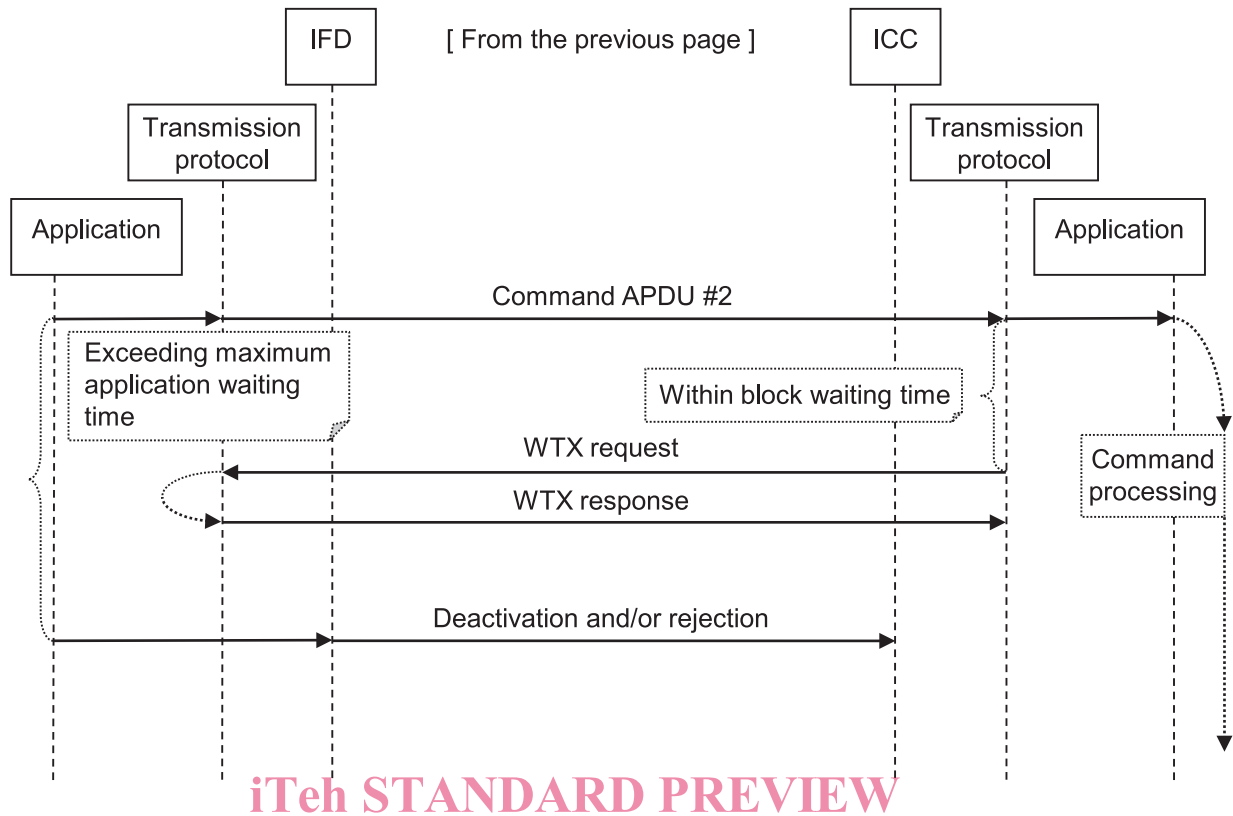 IFD
[ From the previous page ]
ICC
Transmission
protocol
Transmission
protocol
Application
Application
Command APDU #2
Exceeding maximum
application waiting
time
Within block waiting time
WTX request
Command
processing
WTX response
Deactivation and/or rejection
iTeh STANDARD PREVIEW